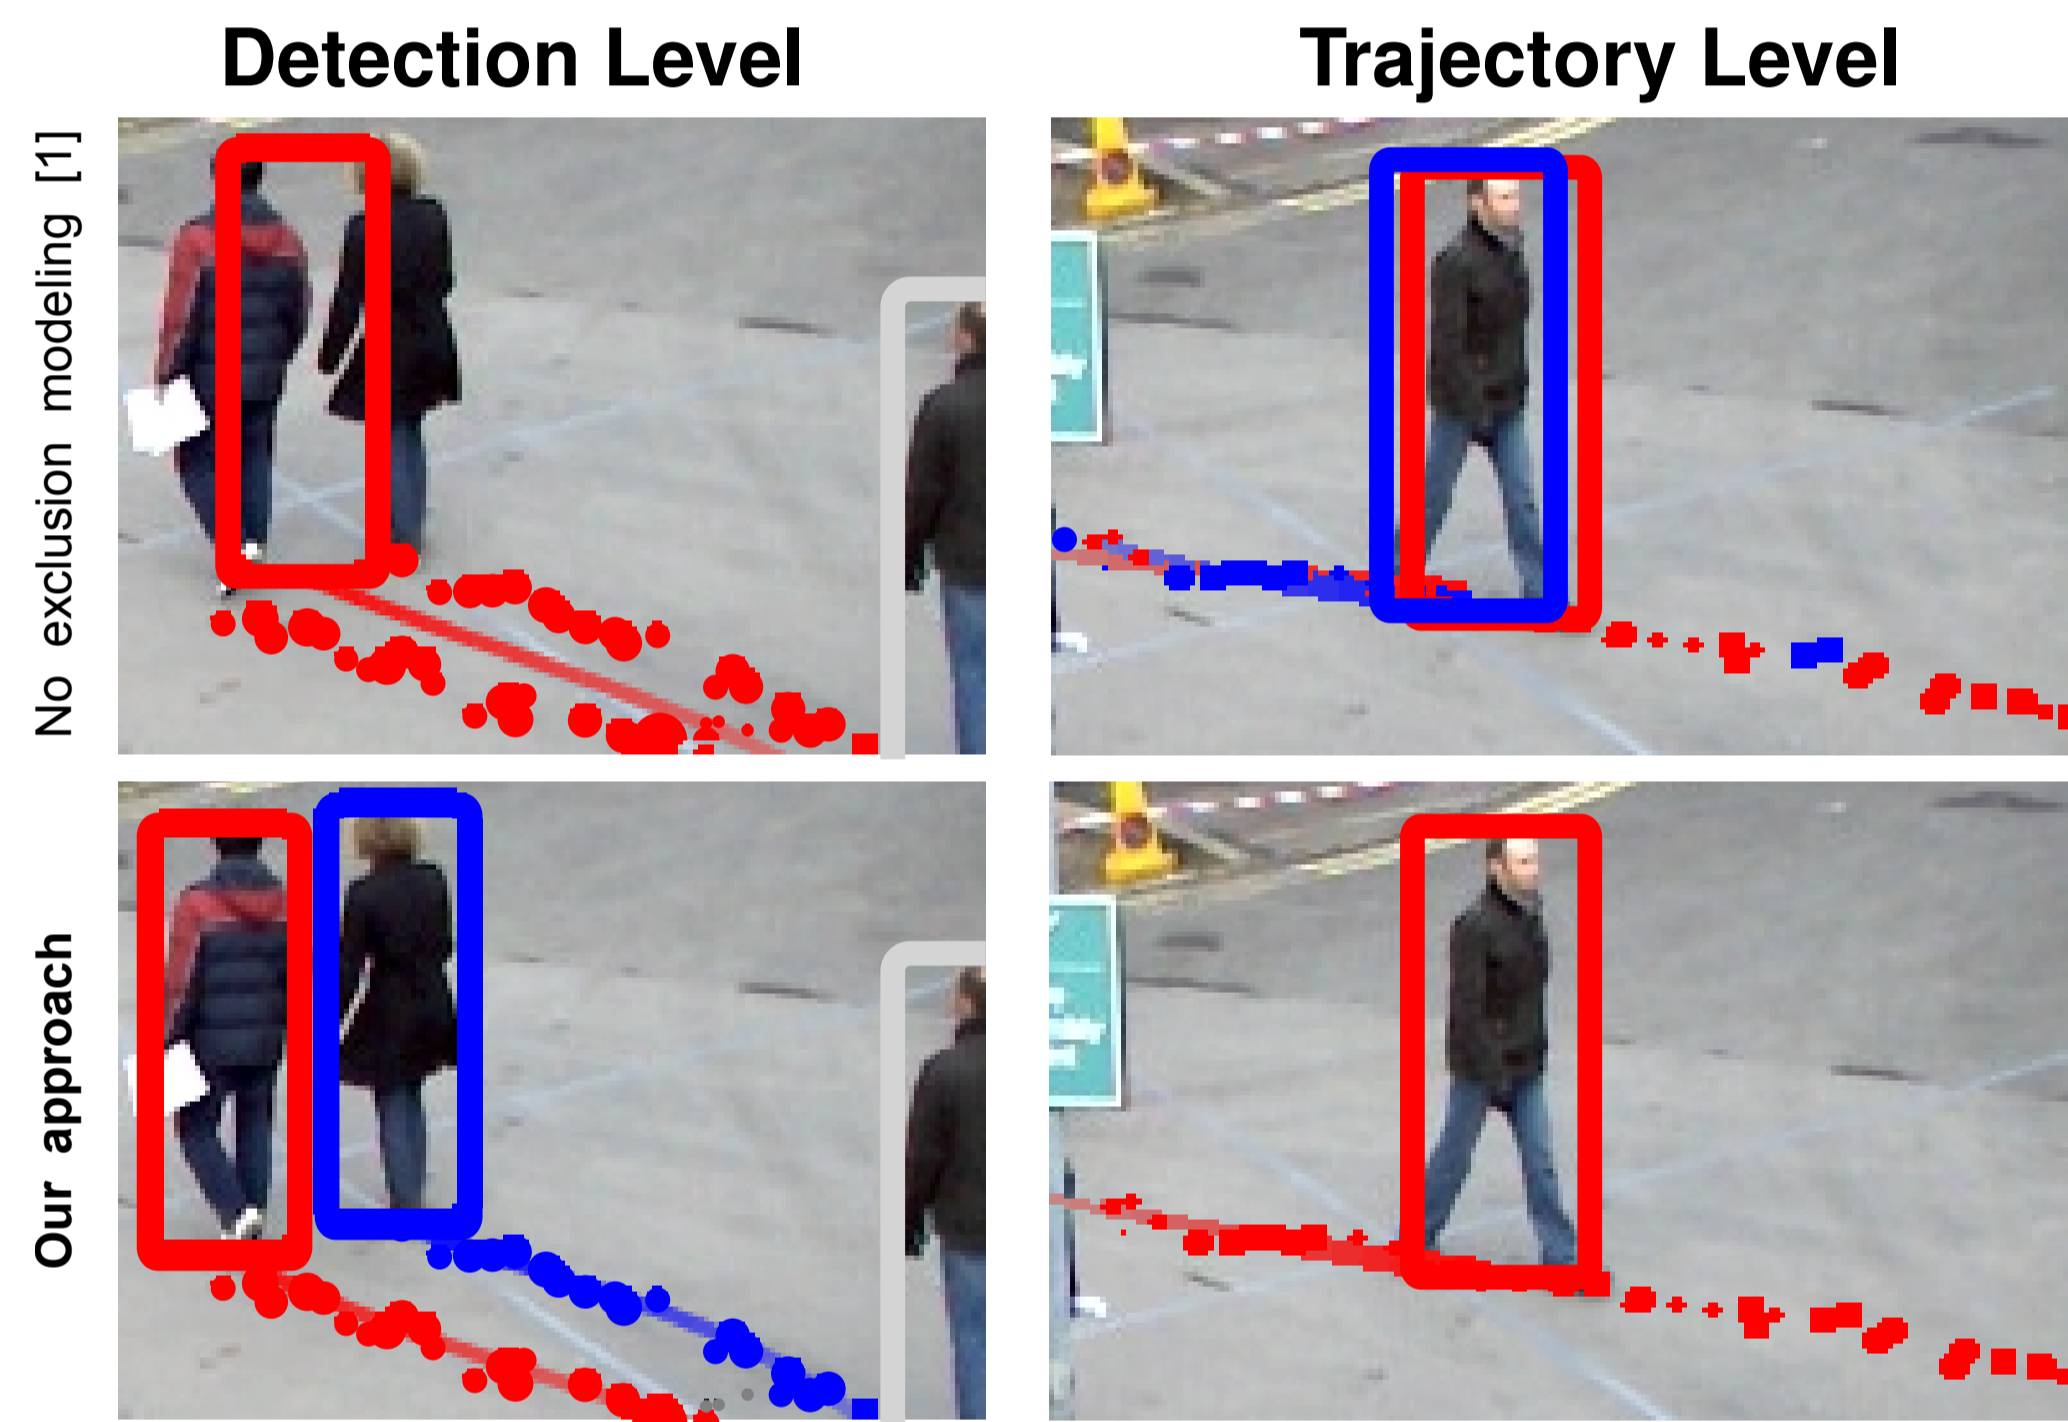 Detection Level
Trajectory Level
No exclusion modeling [1]
Our approach